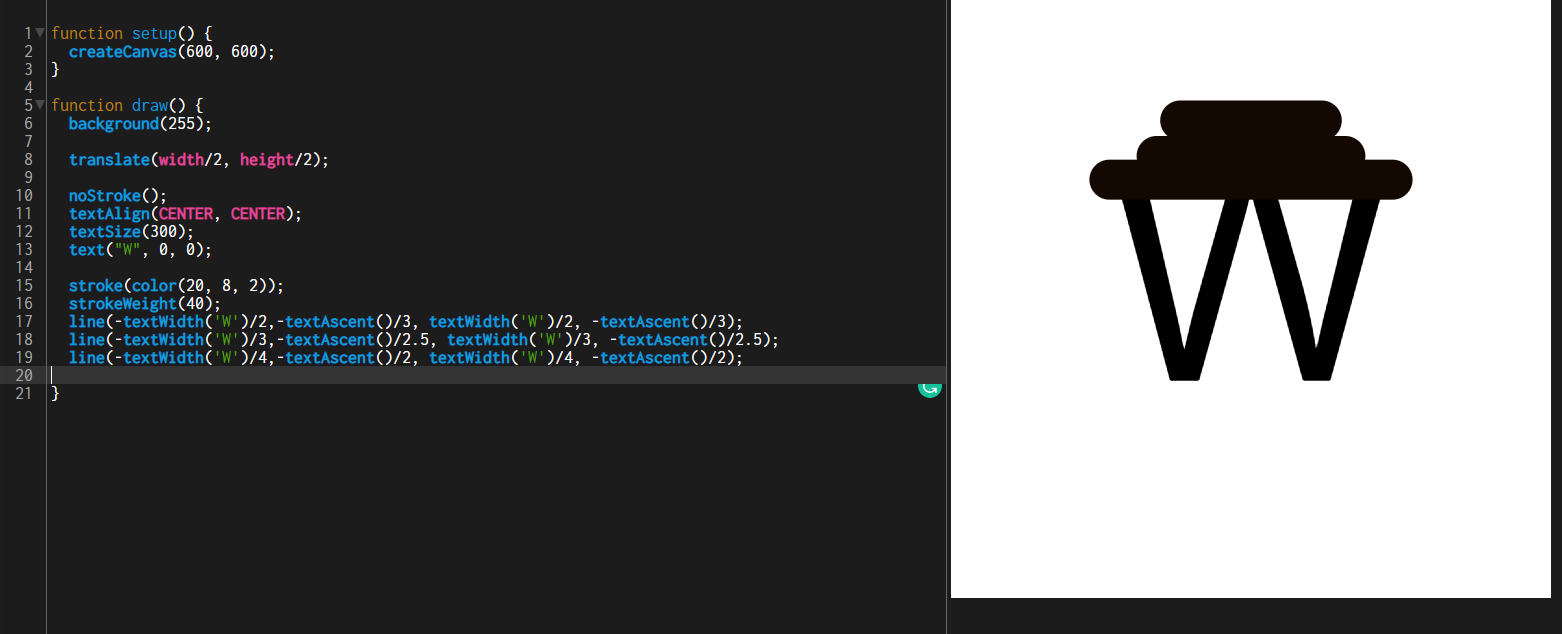 1 function setup() {
2 createCanvas(600, 600);
3 }
4
5 function draw() {
6 background(255);
7
8 translate(width/2, height/2);
9
10 noStroke();
11 textAlign(CENTER, CENTER);
12 textSize(300);
13 text("W", 0, 0);
14
15 stroke(color(20, 8, 2));
16 strokeWeight(40);
17 line(-textWidth('W')/2,-textAscent()/3, textWidth('W')/2, -textAscent()/3);
18 line(-textWidth('W')/3,-textAscent()/2.5, textWidth('W')/3, -textAscent()/2.5);
19 line(-textWidth('W')/4,-textAscent()/2, textWidth('W')/4, -textAscent()/2);
20
21 }
W